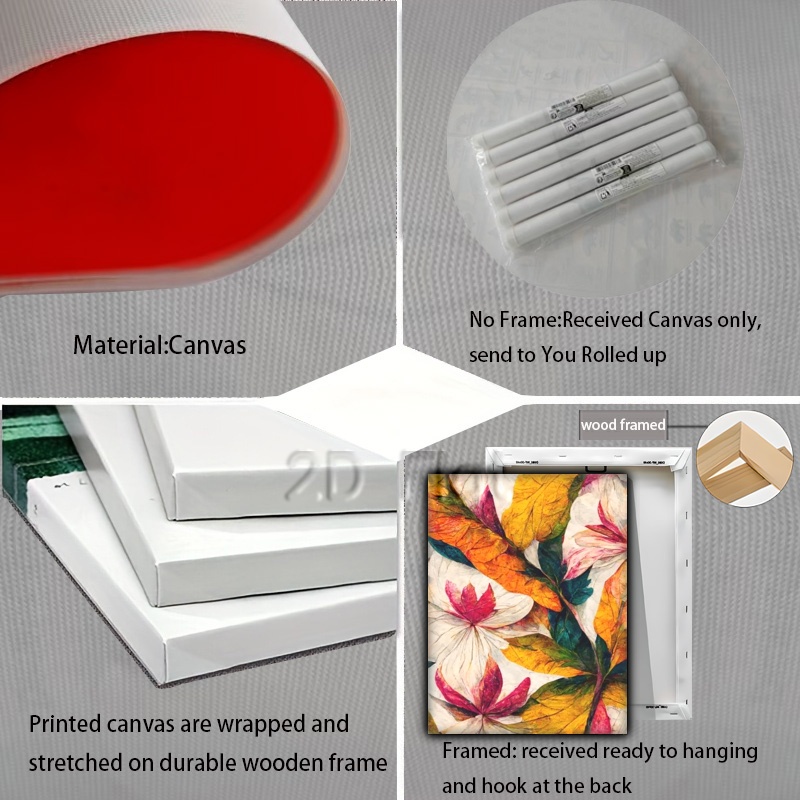 Material:Canvas
No Frame:Received Canvas only,
send to You Rolled up
wood framed
2D
Printed canvas are wrapped and
stretched on durable wooden frame
Framed: received ready to hanging
and hook at the back